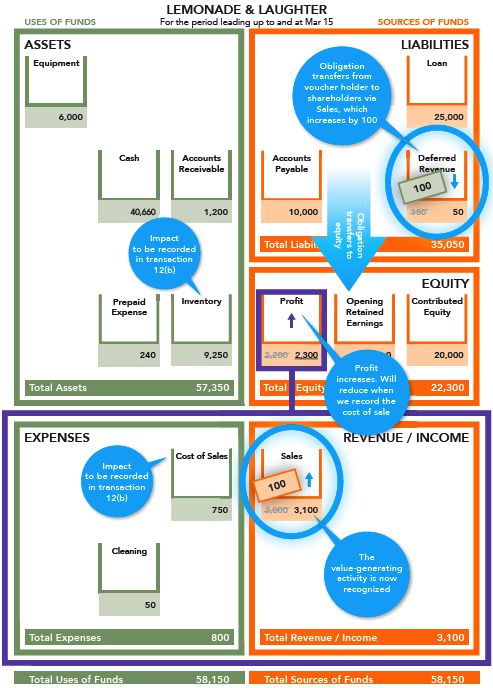 LEMONADE & LAUGHTER
USES OF FUNDS
For the period leading up to and at Mar 15
SOURCES OF FUNDS
ASSETS
Equipment
6,000
Cash
40,660
Accounts
Receivable
1,200
Impact
to be recorded
in transaction
12(b)
Prepaid
Expense
240
Inventory
9,250
Total Assets
57,350
LIABILITIES
Obligation
transfers from
voucher holder to
shareholders via
Sales, which
increases by 100
Loan
25,000
Accounts
Payable
10,000
Deferred
Revenue
100
150
50
Obligation
transfers to
equity
Total Liabili
35,050
EQUITY
Profit
2,200
2,300
Opening
Retained
Earnings
0
Contributed
Equity
20,000
Profit
increases. Will
reduce when
we record the
cost of sale
Total Equity
22,300
EXPENSES
Impact
to be recorded
in transaction
12(b)
Cost of Sales
750
Cleaning
50
Total Expenses
800
REVENUE / INCOME
Sales
100
3,000
3,100
The
value-generating
activity is now
recognized
Total Revenue / Income
3,100
Total Uses of Funds
58,150
Total Sources of Funds
58,150